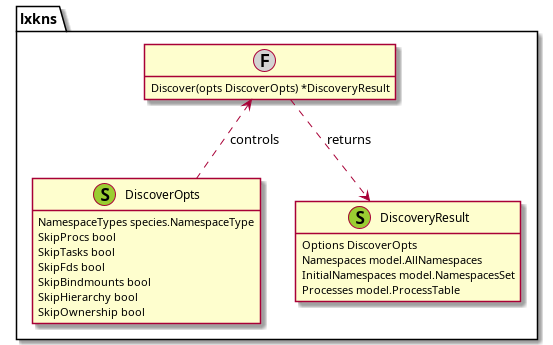 lxkns
F
Discover(opts DiscoverOpts) *DiscoveryResult
controls
returns
S DiscoverOpts
NamespaceTypes species.NamespaceType
SkipProcs bool
SkipTasks bool
SkipFds bool
SkipBindmounts bool
SkipHierarchy bool
SkipOwnership bool
S DiscoveryResult
Options DiscoverOpts
Namespaces model.AllNamespaces
InitialNamespaces model.NamespacesSet
Processes model.ProcessTable